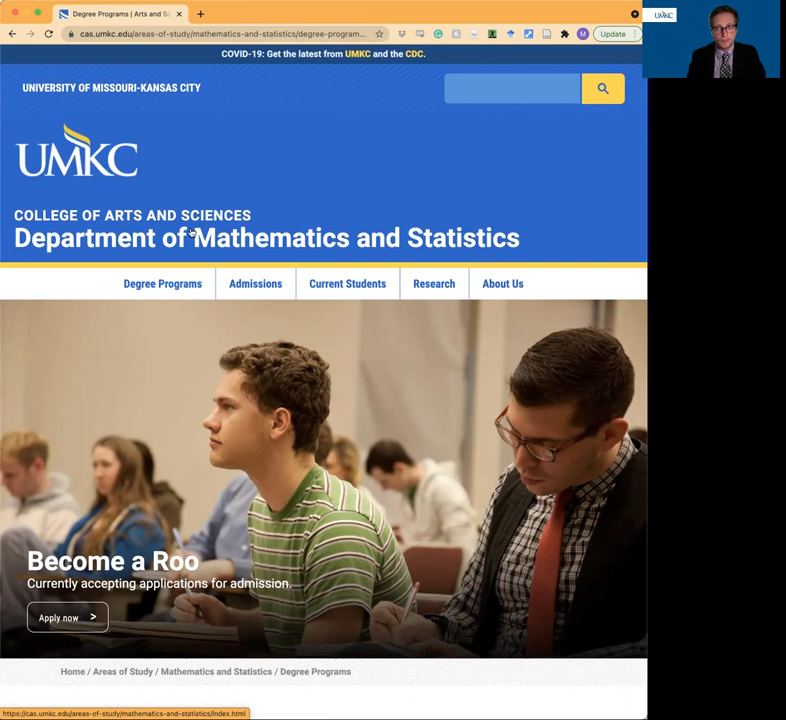 Degree Programs | Arts and Sc
cas.umkc.edu/areas-of-study/mathematics-and-statistics/degree-program...
M
Update
UMKC
COVID-19: Get the latest from UMKC and the CDC.
UNIVERSITY OF MISSOURI-KANSAS CITY
UMKC
COLLEGE OF ARTS AND SCIENCES
Department of Mathematics and Statistics
Degree Programs
Admissions
Current Students
Research
About Us
Become a Roo
Currently accepting applications for admission.
Apply now >
Home / Areas of Study / Mathematics and Statistics / Degree Programs
https://cas.umkc.edu/areas-of-study/mathematics-and-statistics/index.html